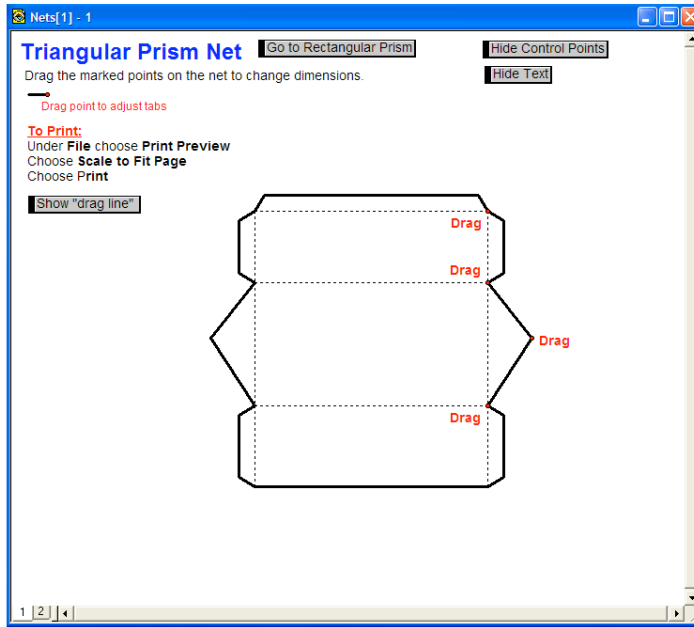 Nets[1] - 1
Triangular Prism Net
Go to Rectangular Prism
Hide Control Points
Drag the marked points on the net to change dimensions.
Hide Text
Drag point to adjust tabs
To Print:
Under File choose Print Preview
Choose Scale to Fit Page
Choose Print
Show "drag line"
Drag
Drag
Drag
Drag
1 2